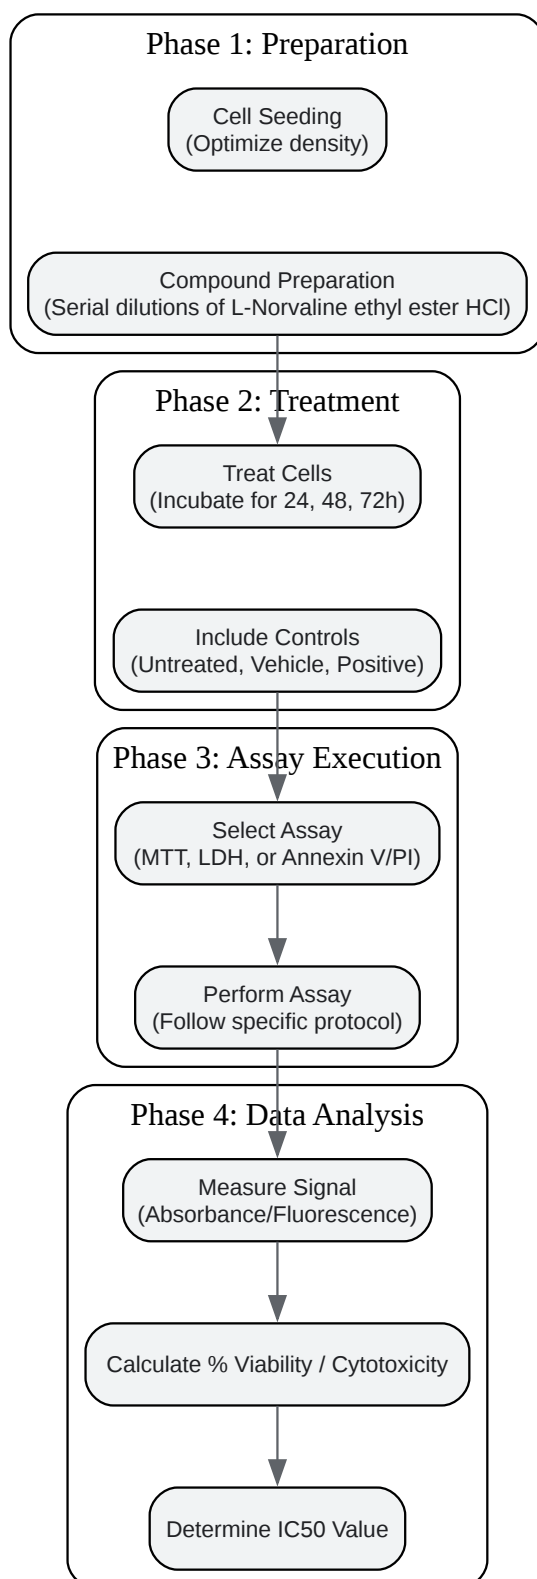 Phase 1: Preparation
Cell Seeding
(Optimize density)
Compound Preparation
(Serial dilutions of L-Norvaline ethyl ester HCl)
Phase 2: Treatment
Treat Cells
(Incubate for 24, 48, 72h)
Include Controls
(Untreated, Vehicle, Positive)
Phase 3: Assay Execution
Select Assay
(MTT, LDH, or Annexin V/PI)
Perform Assay
(Follow specific protocol)
Phase 4: Data Analysis
Measure Signal
(Absorbance/Fluorescence)
Calculate % Viability / Cytotoxicity
Determine IC50 Value